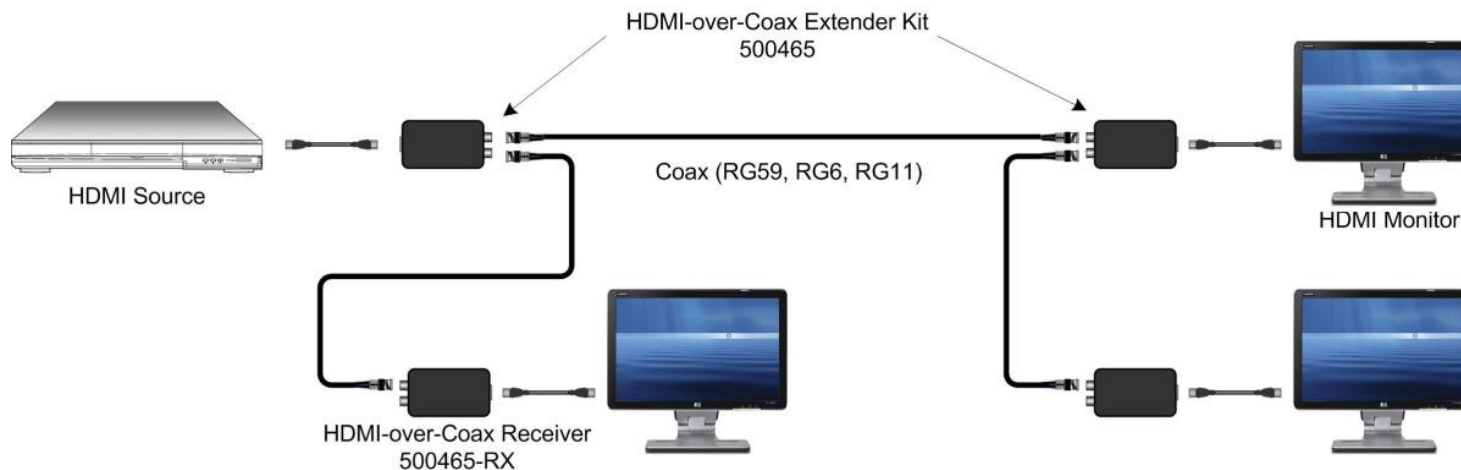 HDMI-over-Coax Extender Kit
500465
HDMI Source
Coax (RG59, RG6, RG11)
HDMI Monitor
HDMI-over-Coax Receiver
500465-RX